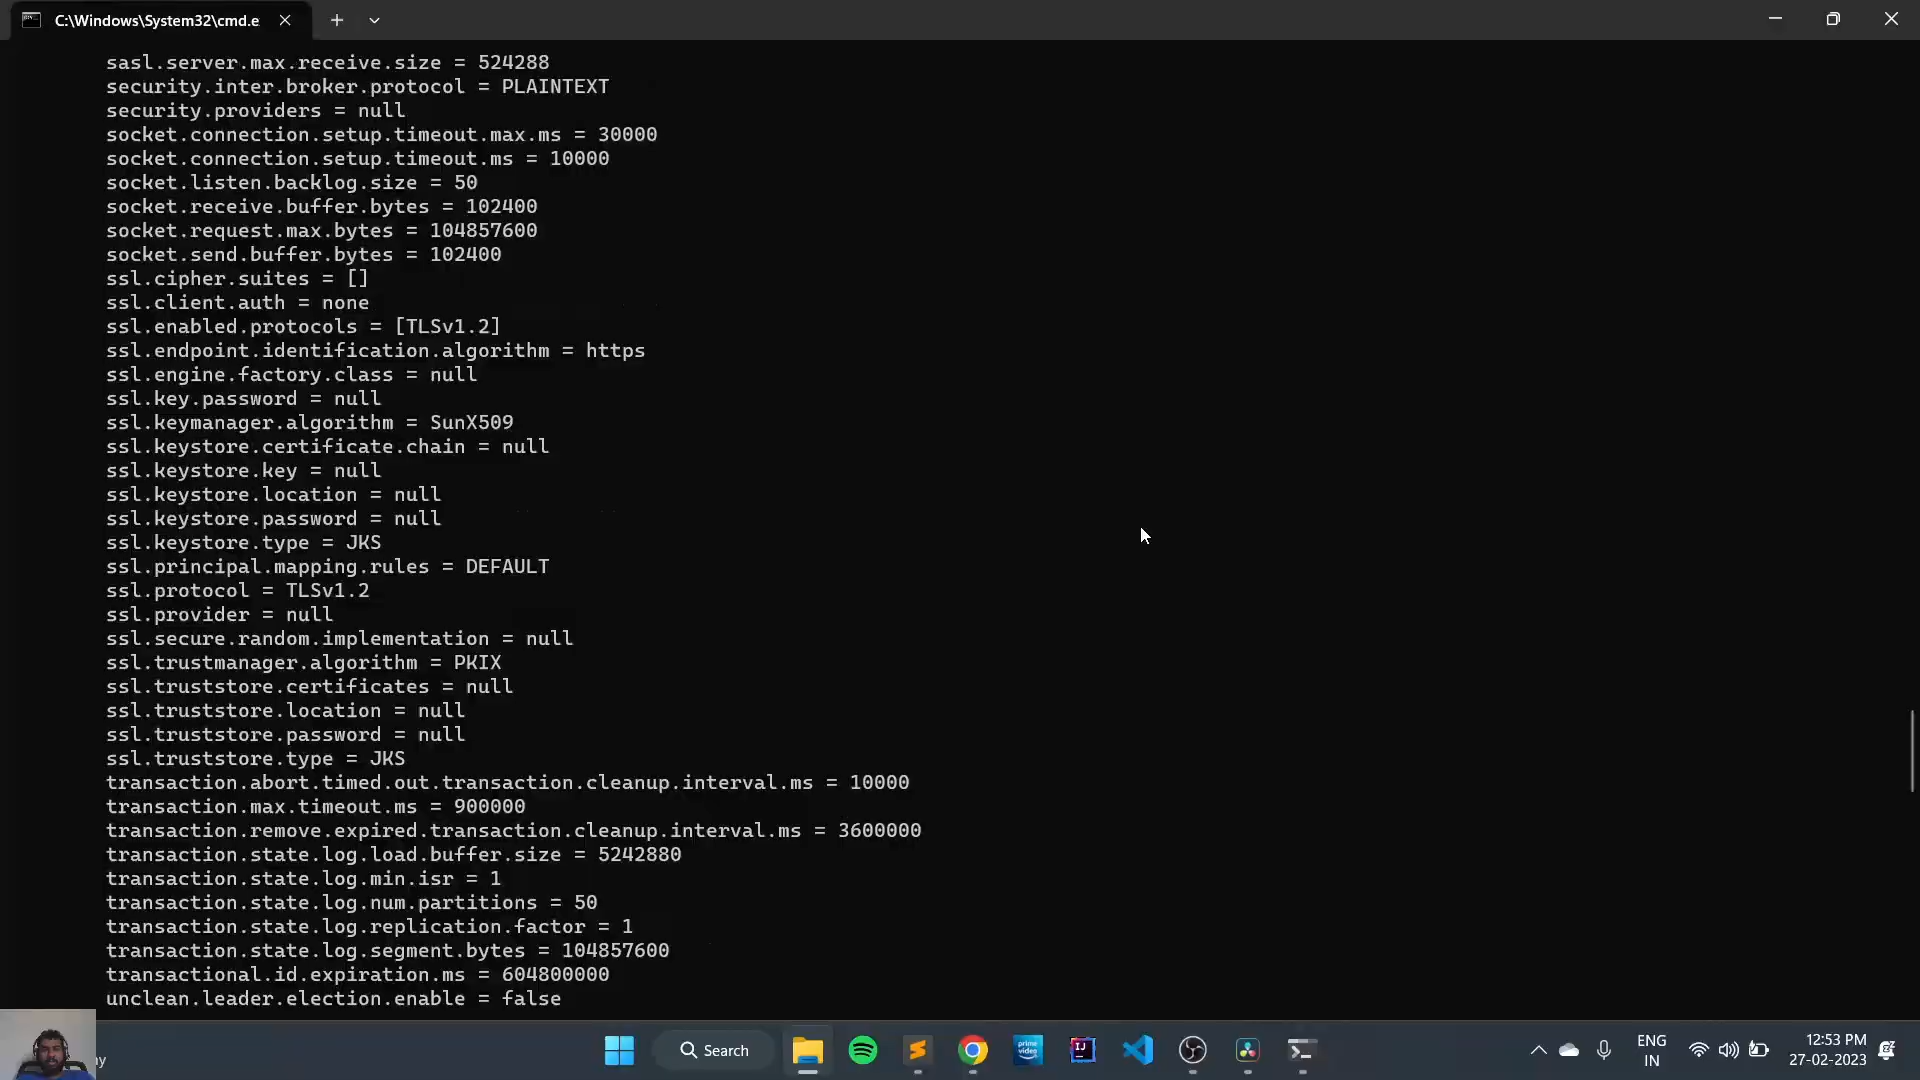 C:\Windows\System32\cmd.e
sasl.server.max.receive.size = 524288
security.inter.broker.protocol = PLAINTEXT
security.providers = null
socket.connection.setup.timeout.max.ms = 30000
socket.connection.setup.timeout.ms = 10000
socket.listen.backlog.size = 50
socket.receive.buffer.bytes = 102400
socket.request.max.bytes = 104857600
socket.send.buffer.bytes = 102400
ssl.cipher.suites = []
ssl.client.auth = none
ssl.enabled.protocols = [TLSv1.2]
ssl.endpoint.identification.algorithm = https
ssl.engine.factory.class = null
ssl.key.password = null
ssl.keymanager.algorithm = SunX509
ssl.keystore.certificate.chain = null
ssl.keystore.key = null
ssl.keystore.location = null
ssl.keystore.password = null
ssl.keystore.type = JKS
ssl.principal.mapping.rules = DEFAULT
ssl.protocol = TLSv1.2
ssl.provider = null
ssl.secure.random.implementation = null
ssl.trustmanager.algorithm = PKIX
ssl.truststore.certificates = null
ssl.truststore.location = null
ssl.truststore.password = null
ssl.truststore.type = JKS
transaction.abort.timed.out.transaction.cleanup.interval.ms = 10000
transaction.max.timeout.ms = 900000
transaction.remove.expired.transaction.cleanup.interval.ms = 3600000
transaction.state.log.load.buffer.size = 5242880
transaction.state.log.min.isr = 1
transaction.state.log.num.partitions = 50
transaction.state.log.replication.factor = 1
transaction.state.log.segment.bytes = 104857600
transactional.id.expiration.ms = 604800000
unclean.leader.election.enable = false
ny
Search
prime video
IJ
ENG
IN
12:53 PM
27-02-2023